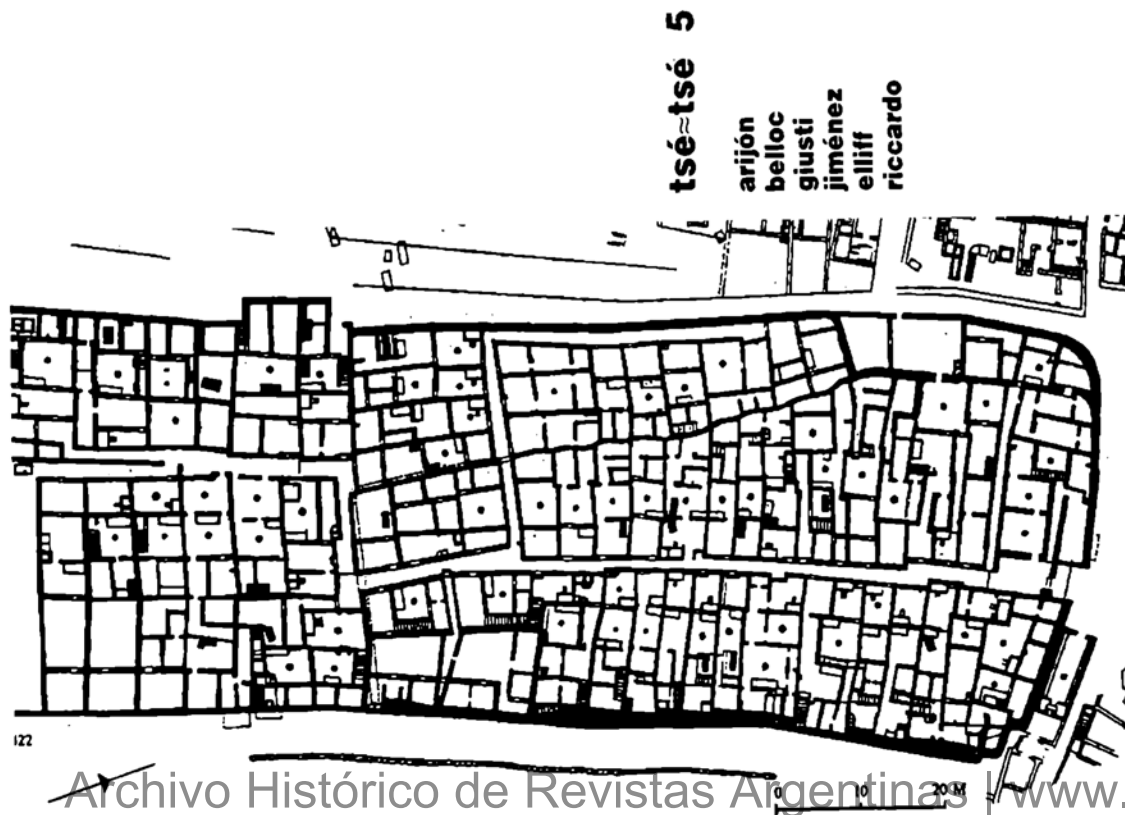 tsé≈tsé 5
arijón
belloc
giusti
jiménez
elliff
riccardo
122
0 10 20 M
Archivo Histórico de Revistas Argentinas | www.